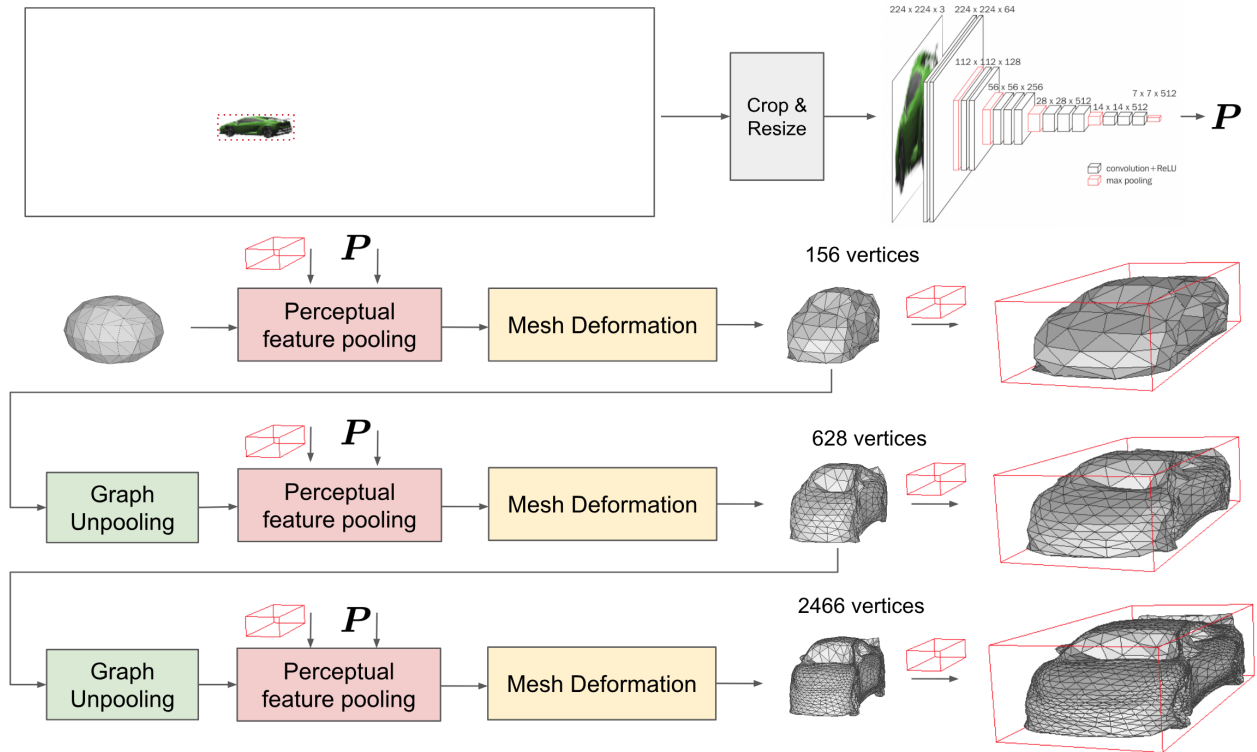 224 x 224 x 3
224 x 224 x 64
112 x 112 x 128
56 x 56 x 256
28 x 28 x 512
14 x 14 x 512
7 x 7 x 512
Crop &
Resize
P
convolution+ReLU
max pooling
P
156 vertices
Perceptual
feature pooling
Mesh Deformation
P
628 vertices
Graph
Unpooling
Perceptual
feature pooling
Mesh Deformation
P
2466 vertices
Graph
Unpooling
Perceptual
feature pooling
Mesh Deformation